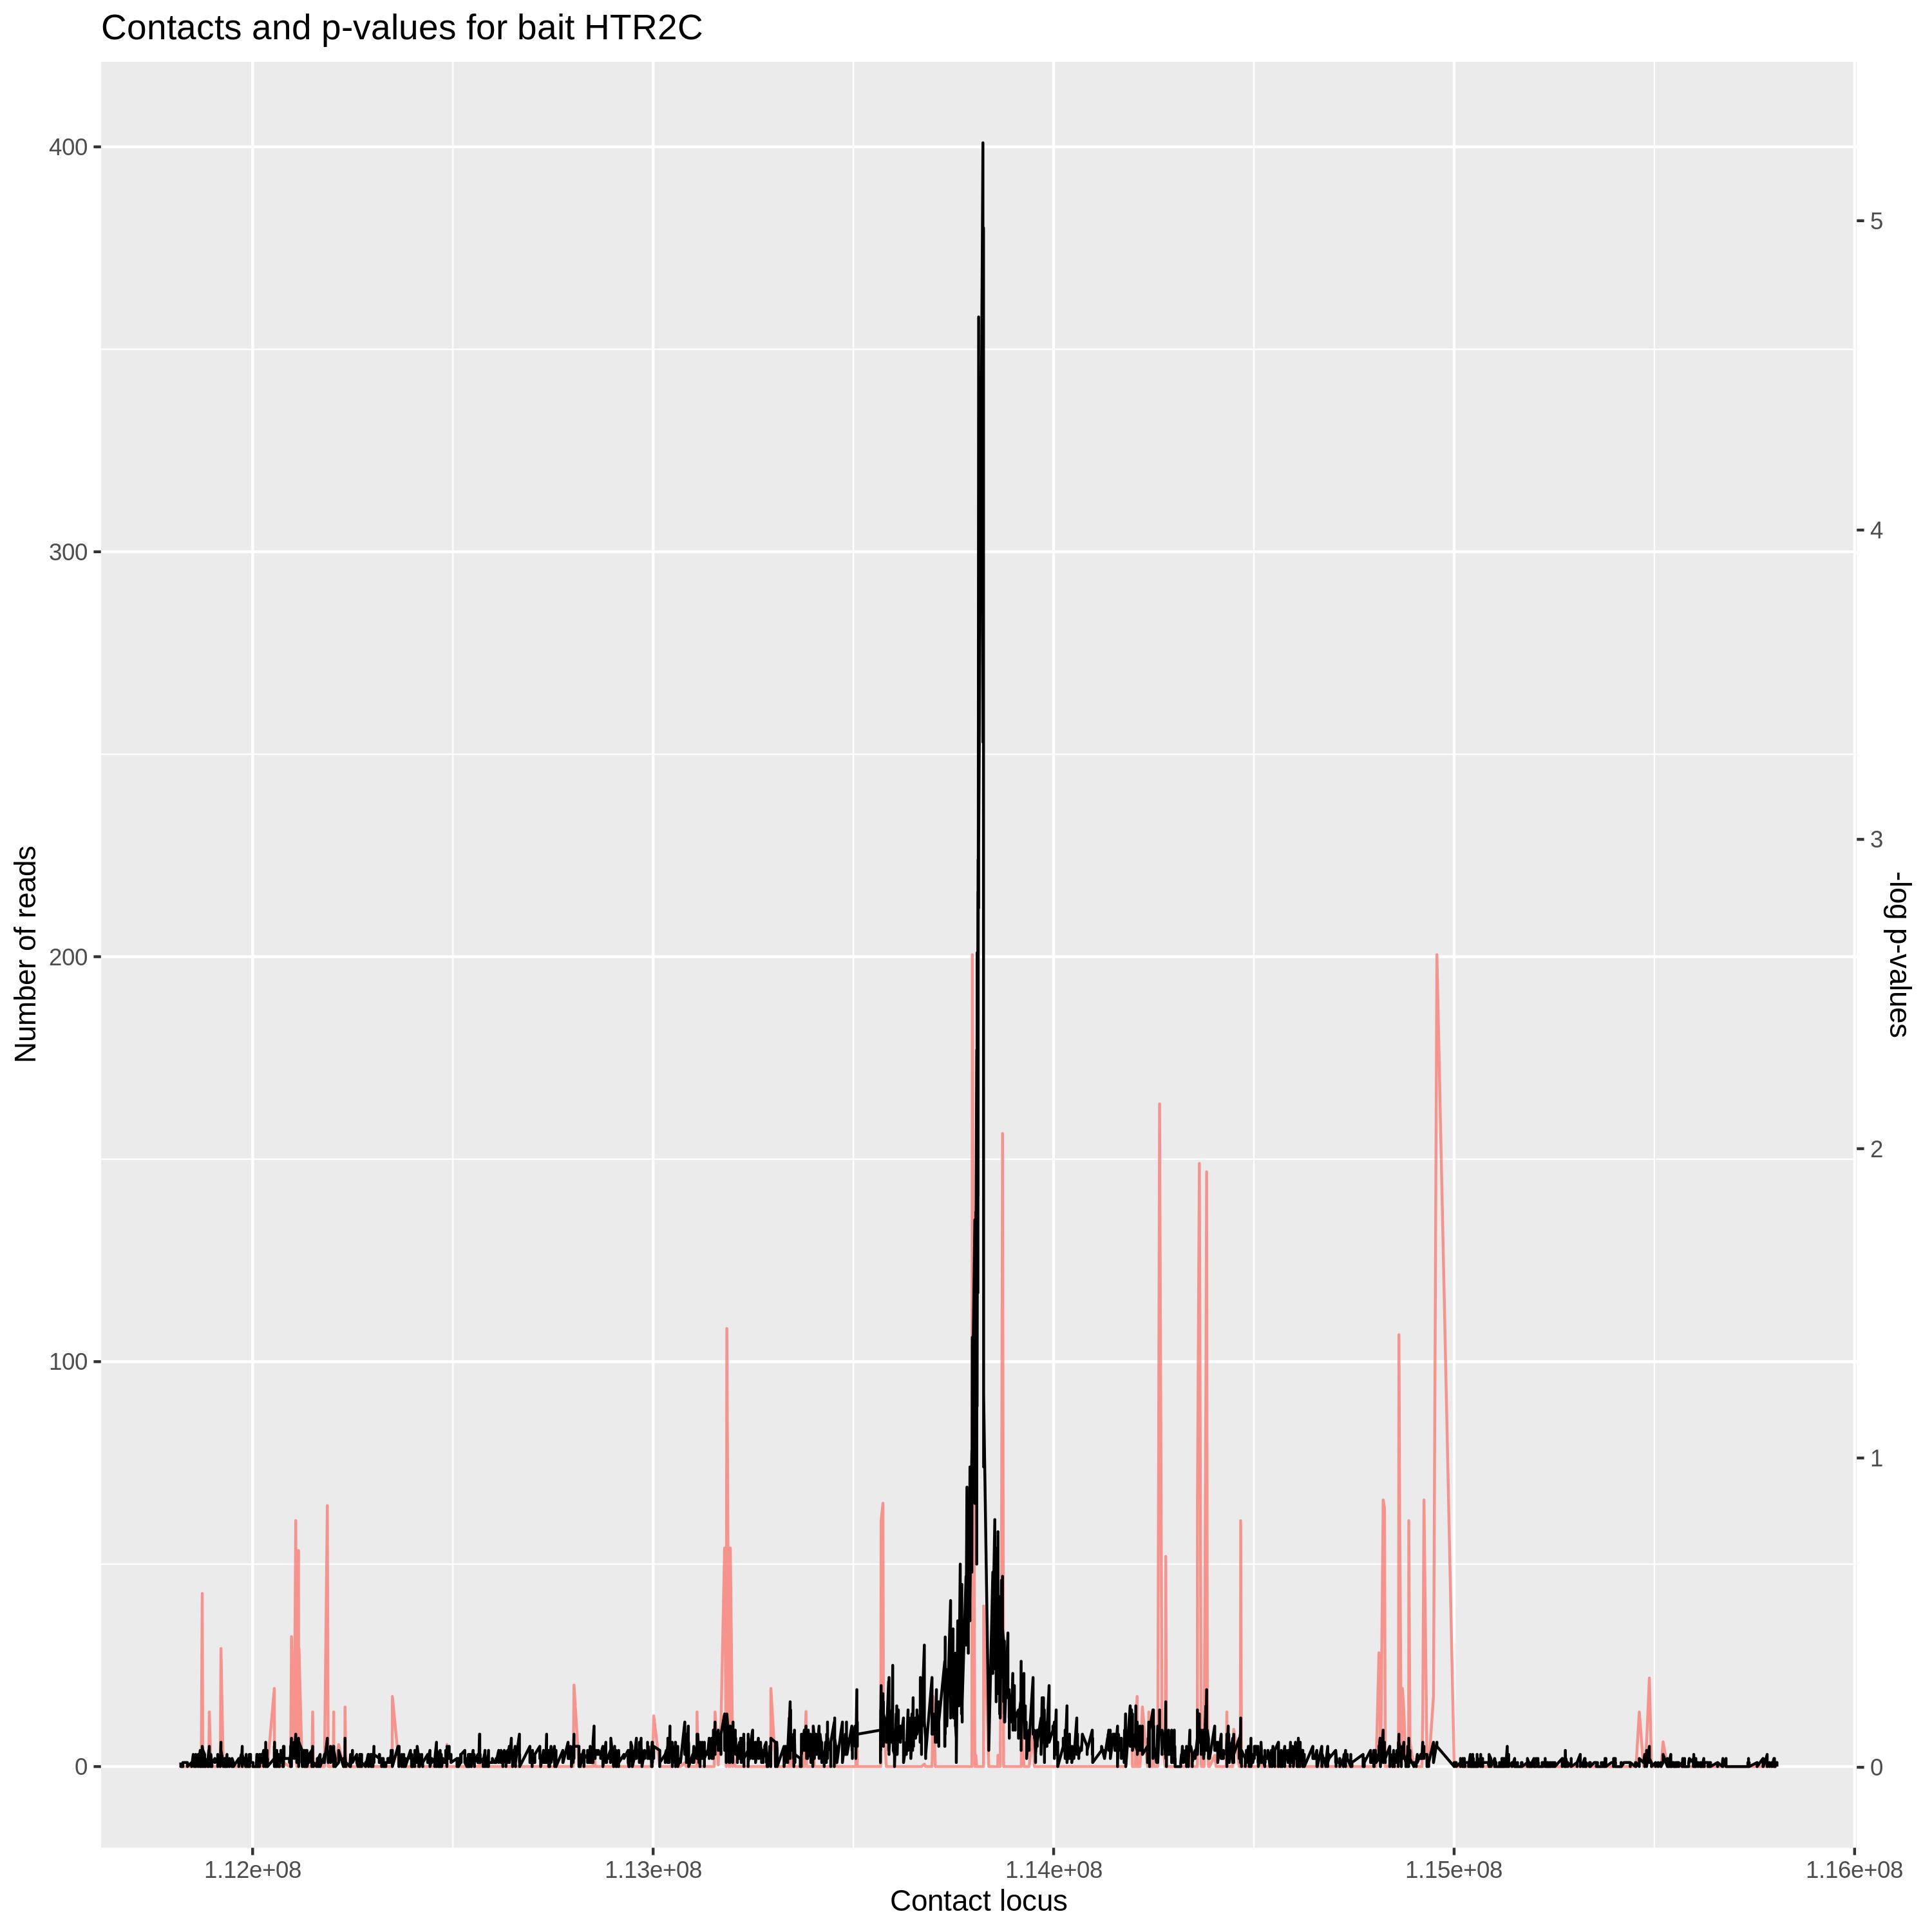 Contacts and p-values for bait HTR2C
400
300
200
100
0
Number of reads
5
4
3
2
1
0
-log p-values
1.12e+08
1.13e+08
1.14e+08
1.15e+08
1.16e+08
Contact locus